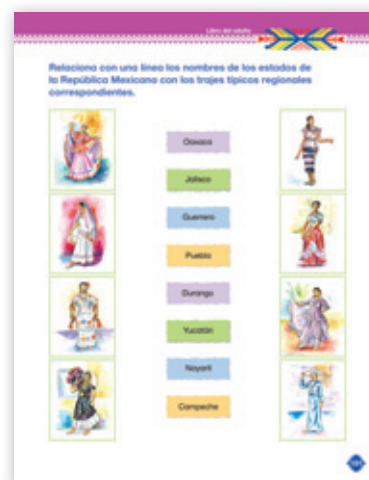 Libro del adulto
Relaciona con una línea los nombres de los estados de
la República Mexicana con los trajes típicos regionales
correspondientes.
Oaxaca
Jalisco
Guerrero
Puebla
Durango
Yucatán
Nayarit
Campeche